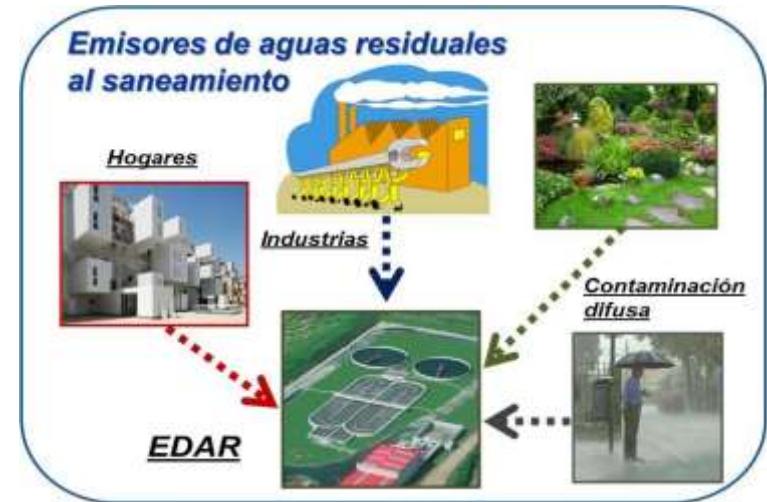 Emisores de aguas residuales
al saneamiento
Hogares
Industrias
Contaminación
difusa
EDAR